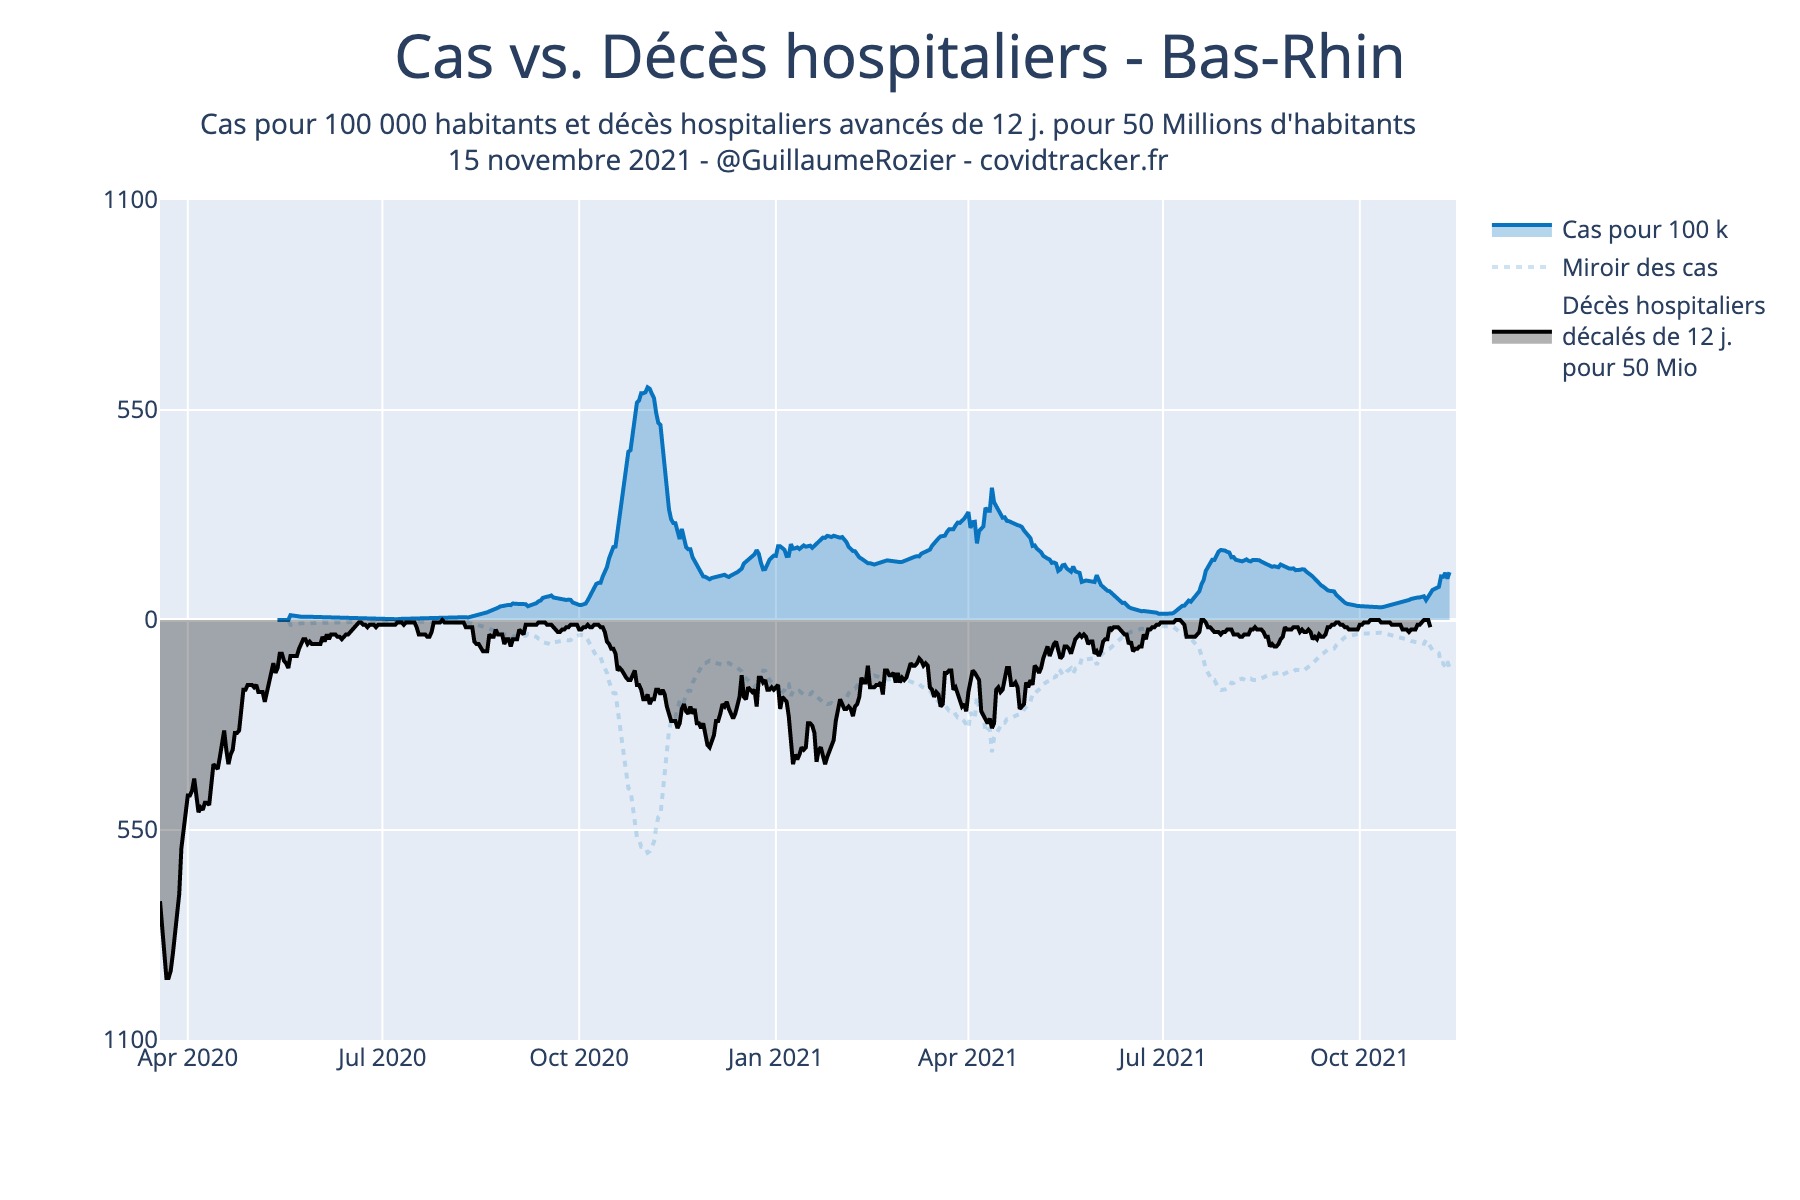 Cas vs. Décès hospitaliers - Bas-Rhin
Cas pour 100 000 habitants et décès hospitaliers avancés de 12 j. pour 50 Millions d'habitants
15 novembre 2021 - @GuillaumeRozier - covidtracker.fr
1100
550
0
550
1100
Apr 2020
Jul 2020
Oct 2020
Jan 2021
Apr 2021
Jul 2021
Oct 2021
Cas pour 100 k
Miroir des cas
Décès hospitaliers
décalés de 12 j.
pour 50 Mio